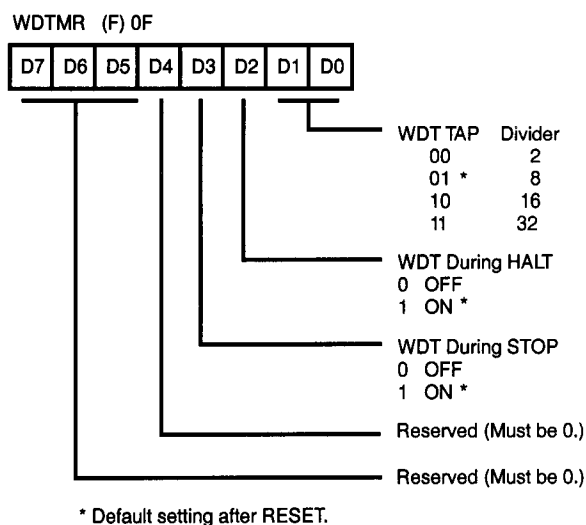 WDTMR (F) 0F
D7 D6 D5 D4 D3 D2 D1 D0
WDT TAP Divider
00 2
01 * 8
10 16
11 32
WDT During HALT
0 OFF
1 ON *
WDT During STOP
0 OFF
1 ON *
Reserved (Must be 0.)
Reserved (Must be 0.)
* Default setting after RESET.